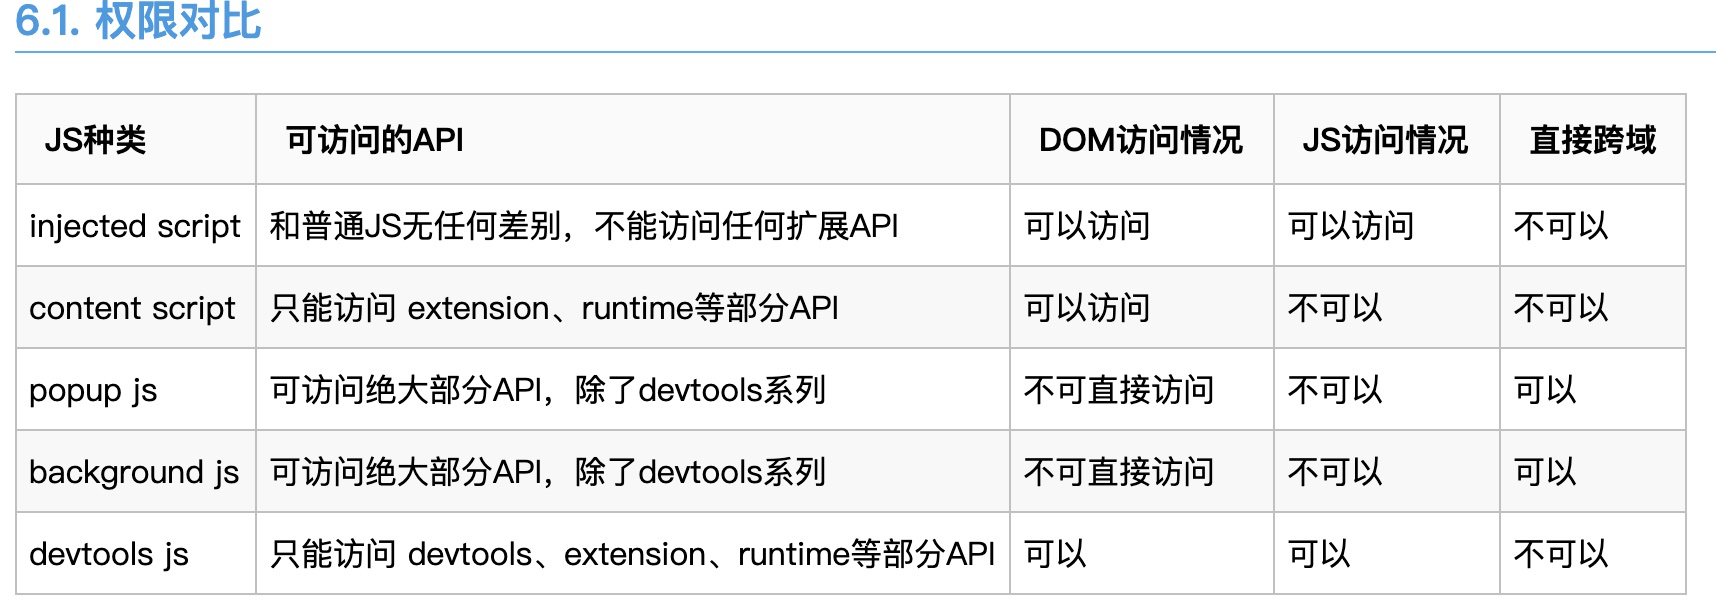 6.1. 权限对比
JS种类 可访问的API DOM访问情况 JS访问情况 直接跨域
injected script 和普通JS无任何差别，不能访问任何扩展API 可以访问 可以访问 不可以
content script 只能访问 extension、runtime等部分API 可以访问 不可以 不可以
popup js 可访问绝大部分API，除了devtools系列 不可直接访问 不可以 可以
background js 可访问绝大部分API，除了devtools系列 不可直接访问 不可以 可以
devtools js 只能访问 devtools、extension、runtime等部分API 可以 可以 不可以